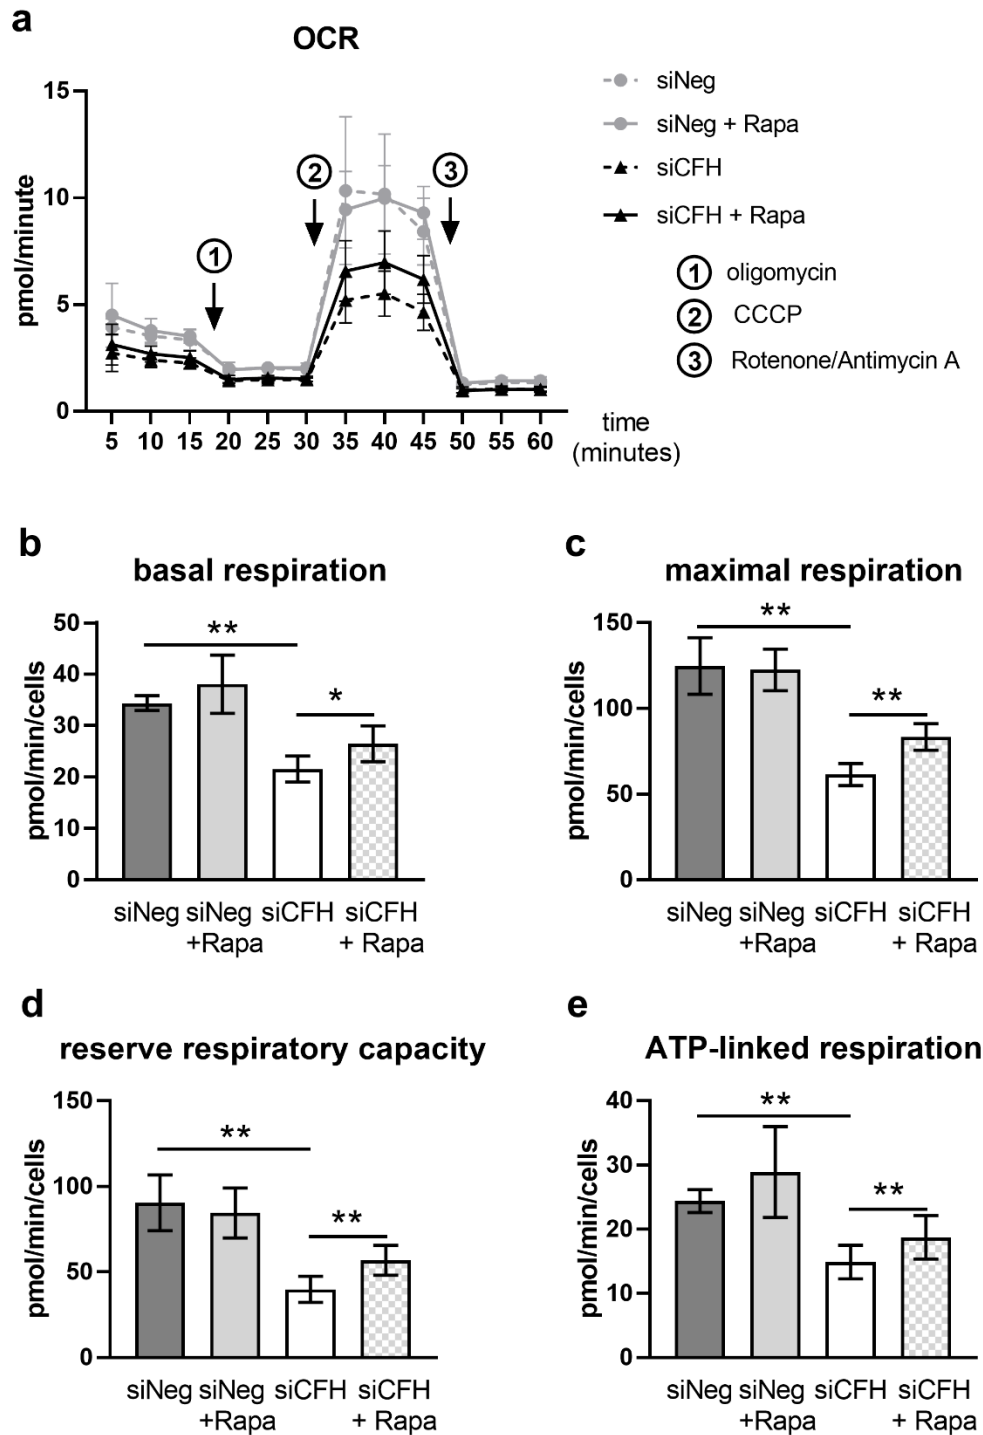 a
OCR
pmol/minute
15
10
5
0
5 10 15 20 25 30 35 40 45 50 55 60
time
(minutes)
1
2
3
siNeg
siNeg + Rapa
siCFH
siCFH + Rapa
1 oligomycin
2 CCCP
3 Rotenone/Antimycin A
b
basal respiration
pmol/min/cells
50
40
30
20
10
0
**
*
siNeg siNeg siCFH siCFH
+Rapa + Rapa
c
maximal respiration
pmol/min/cells
150
100
50
0
**
**
siNeg siNeg siCFH siCFH
+Rapa + Rapa
d
reserve respiratory capacity
pmol/min/cells
150
100
50
0
**
**
siNeg siNeg siCFH siCFH
+Rapa + Rapa
e
ATP-linked respiration
pmol/min/cells
40
30
20
10
0
**
**
siNeg siNeg siCFH siCFH
+Rapa + Rapa